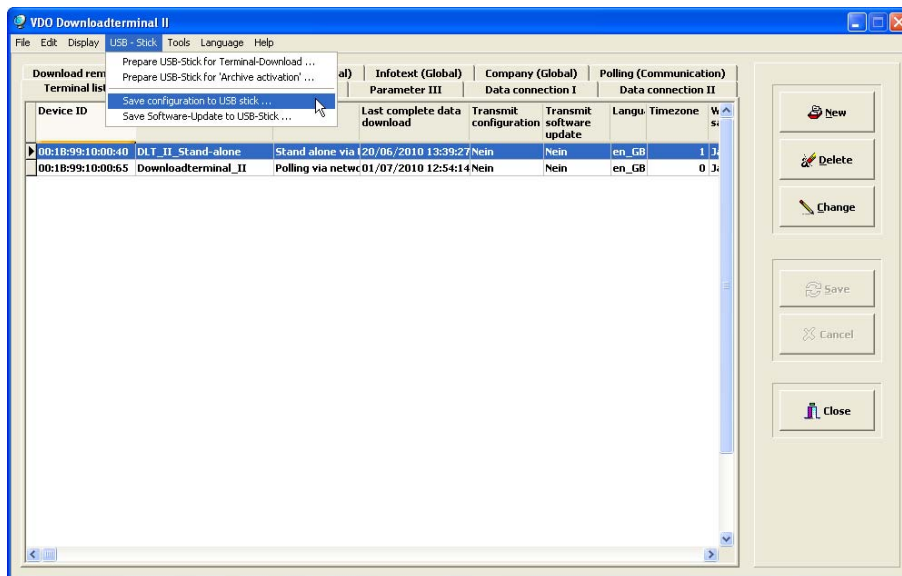 VDO Downloadterminal II
File Edit Display USB - Stick Tools Language Help
Prepare USB-Stick for Terminal-Download ...
Prepare USB-Stick for 'Archive activation' ...
Save configuration to USB stick ...
Save Software-Update to USB-Stick ...
Download rem al) Infotext (Global) Company (Global) Polling (Communication)
Terminal list Parameter III Data connection I Data connection II
Device ID Last complete data download Transmit configuration Transmit software update Langu Timezone
00:1B:99:10:00:40 DLT_II_Stand-alone Stand alone via 20/06/2010 13:39:27 Nein Nein en_GB 1
00:1B:99:10:00:65 Downloadterminal_II Polling via netwo 01/07/2010 12:54:14 Nein Nein en_GB 0
New
Delete
Change
Save
Cancel
Close